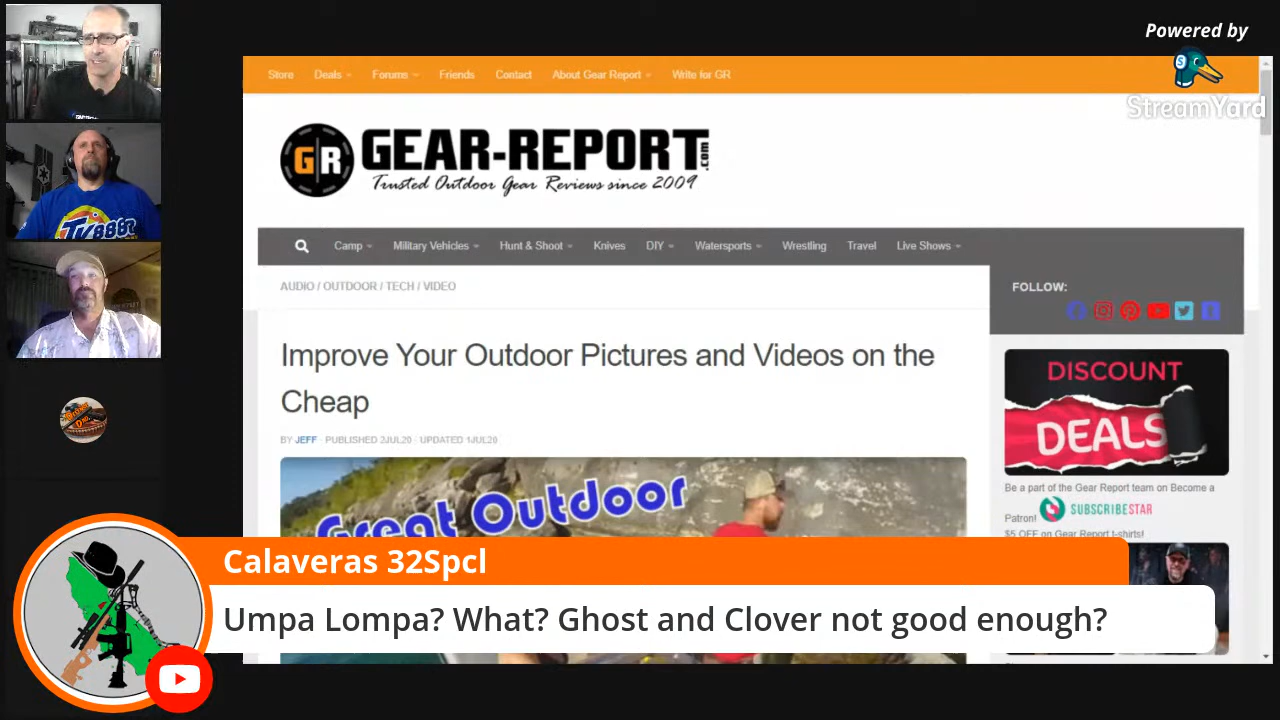 Powered by
StreamYard
Store Deals Forums Friends Contact About Gear Report Write for GR
GR GEAR-REPORT.com
Trusted Outdoor Gear Reviews since 2009
Camp Military Vehicles Hunt & Shoot Knives DIY Watersports Wrestling Travel Live Shows
AUDIO / OUTDOOR / TECH / VIDEO
FOLLOW:
Improve Your Outdoor Pictures and Videos on the
Cheap
BY JEFF · PUBLISHED 2JUL20 · UPDATED 1JUL20
Great Outdoor
DISCOUNT
DEALS
Be a part of the Gear Report team on Become a
Patron! SUBSCRIBESTAR
$5 OFF on Gear Report t-shirts!
Calaveras 32Spcl
Umpa Lompa? What? Ghost and Clover not good enough?